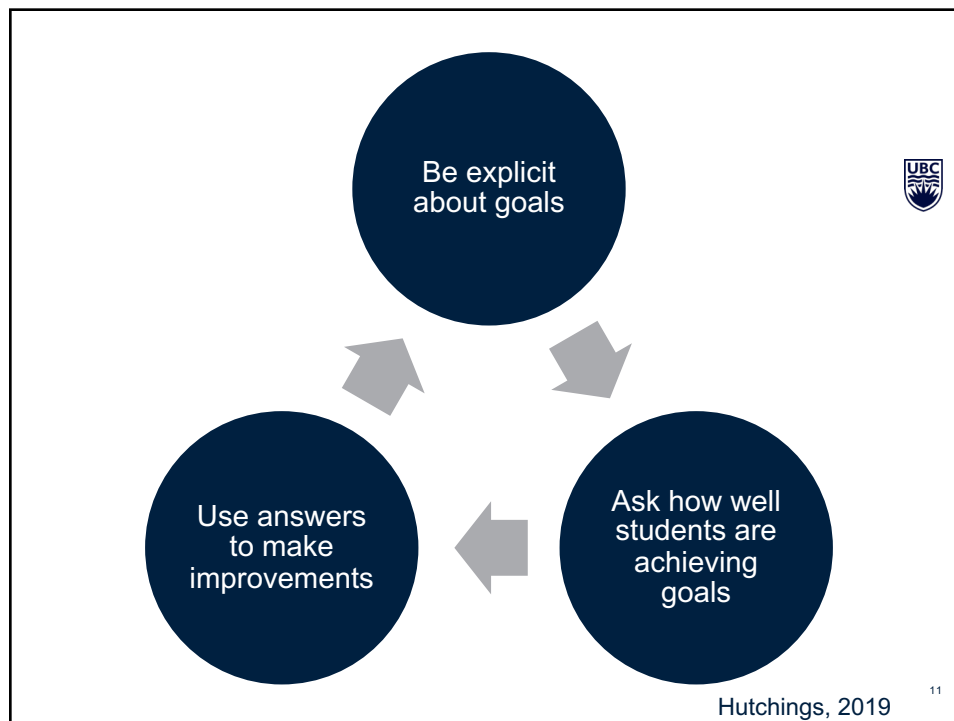 Be explicit
about goals
UBC
Ask how well
students are
achieving
goals
Use answers
to make
improvements
Hutchings, 2019
11